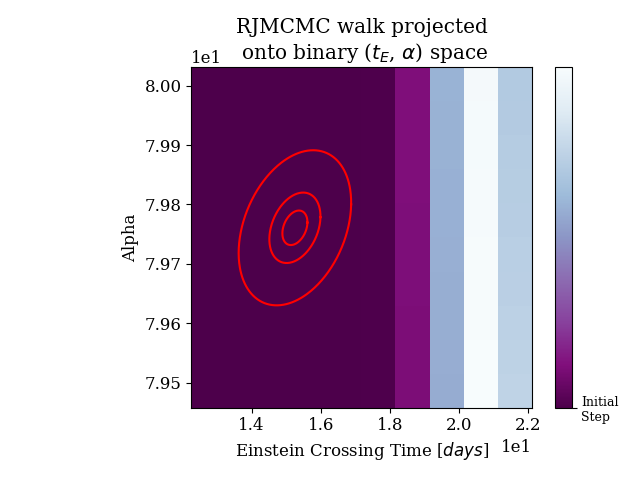 RJMCMC walk projected
onto binary (t_E, α) space
1e1
8.00
7.99
7.98
7.97
7.96
7.95
Alpha
1.4 1.6 1.8 2.0 2.2
1e1
Einstein Crossing Time [days]
Initial
Step